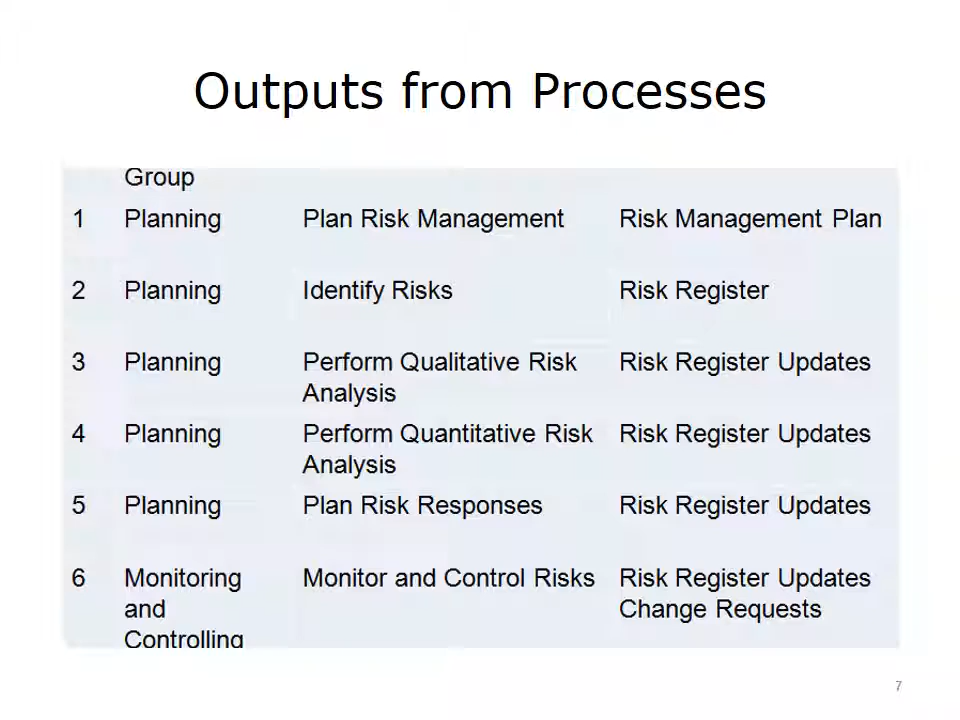 Outputs from Processes
Group
1 Planning Plan Risk Management Risk Management Plan
2 Planning Identify Risks Risk Register
3 Planning Perform Qualitative Risk Risk Register Updates
Analysis
4 Planning Perform Quantitative Risk Risk Register Updates
Analysis
5 Planning Plan Risk Responses Risk Register Updates
6 Monitoring Monitor and Control Risks Risk Register Updates
and Change Requests
Controlling
7